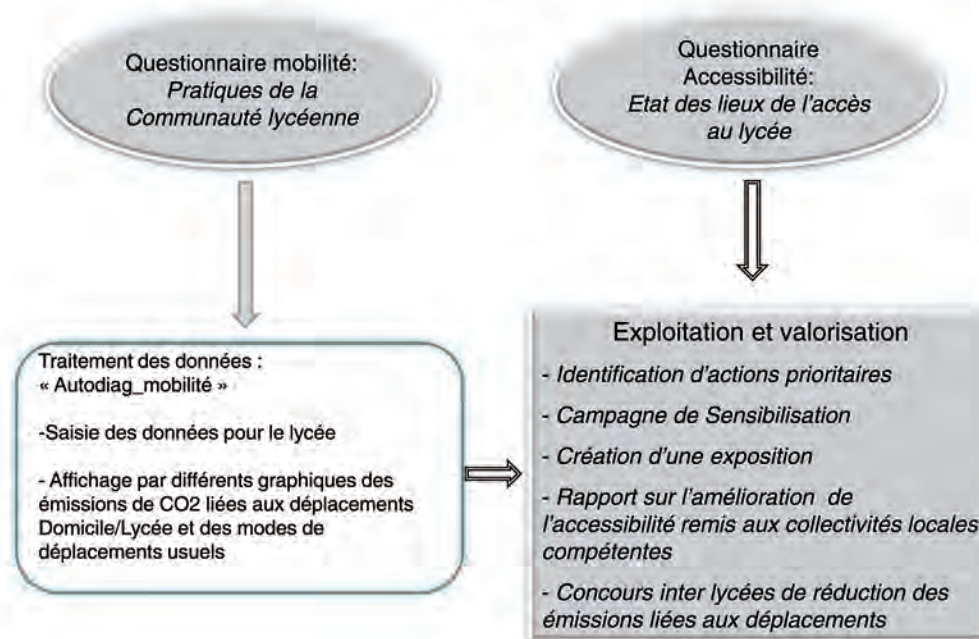 Questionnaire mobilité:
Pratiques de la
Communauté lycéenne
Questionnaire
Accessibilité:
Etat des lieux de l'accès
au lycée
Traitement des données :
« Autodiag_mobilité »
-Saisie des données pour le lycée
- Affichage par différents graphiques des
émissions de CO2 liées aux déplacements
Domicile/Lycée et des modes de
déplacements usuels
Exploitation et valorisation
- Identification d'actions prioritaires
- Campagne de Sensibilisation
- Création d'une exposition
- Rapport sur l'amélioration de
l'accessibilité remis aux collectivités locales
compétentes
- Concours inter lycées de réduction des
émissions liées aux déplacements